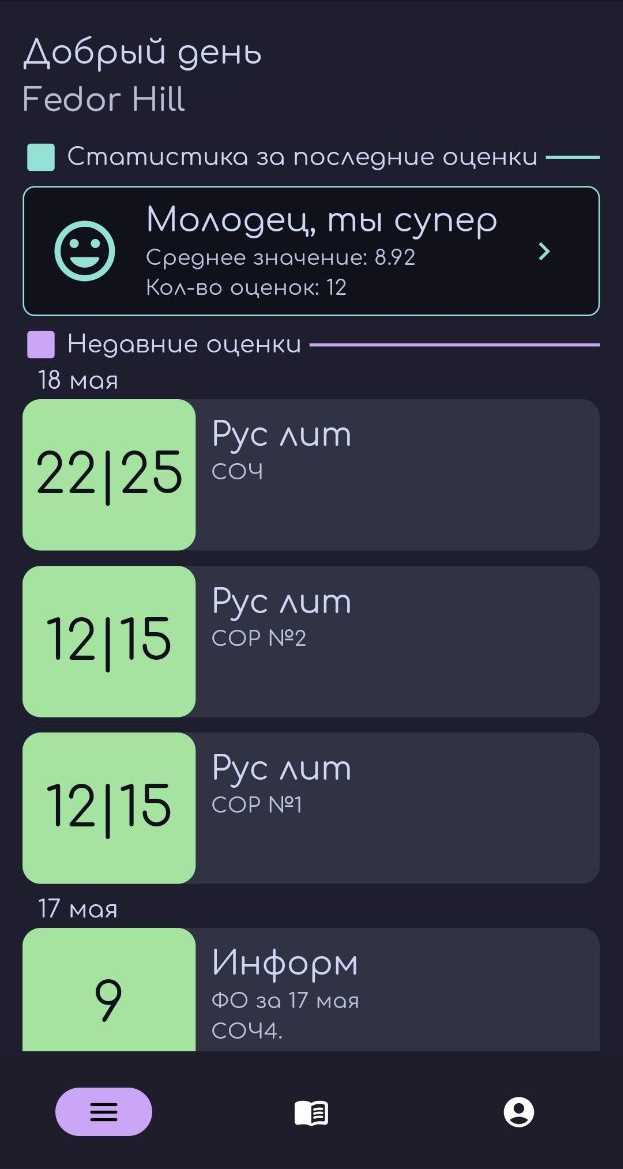 Добрый день
Fedor Hill
Статистика за последние оценки
Молодец, ты супер
Среднее значение: 8.92
Кол-во оценок: 12
Недавние оценки
18 мая
22|25
Рус лит
СОЧ
12|15
Рус лит
СОР №2
12|15
Рус лит
СОР №1
17 мая
9
Информ
ФО за 17 мая
СОЧ4.